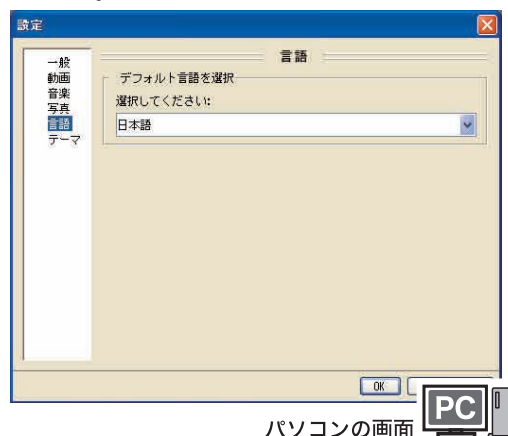 設定
一般
動画
音楽
写真
言語
テーマ
言語
デフォルト言語を選択
選択してください:
日本語
OK
パソコンの画面
PC